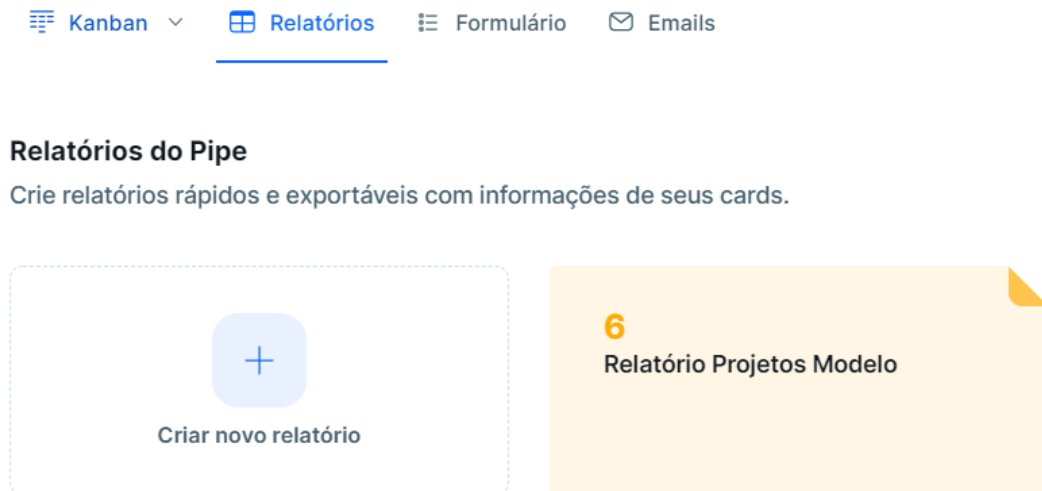 Kanban Relatórios Formulário Emails
Relatórios do Pipe
Crie relatórios rápidos e exportáveis com informações de seus cards.
Criar novo relatório
6
Relatório Projetos Modelo